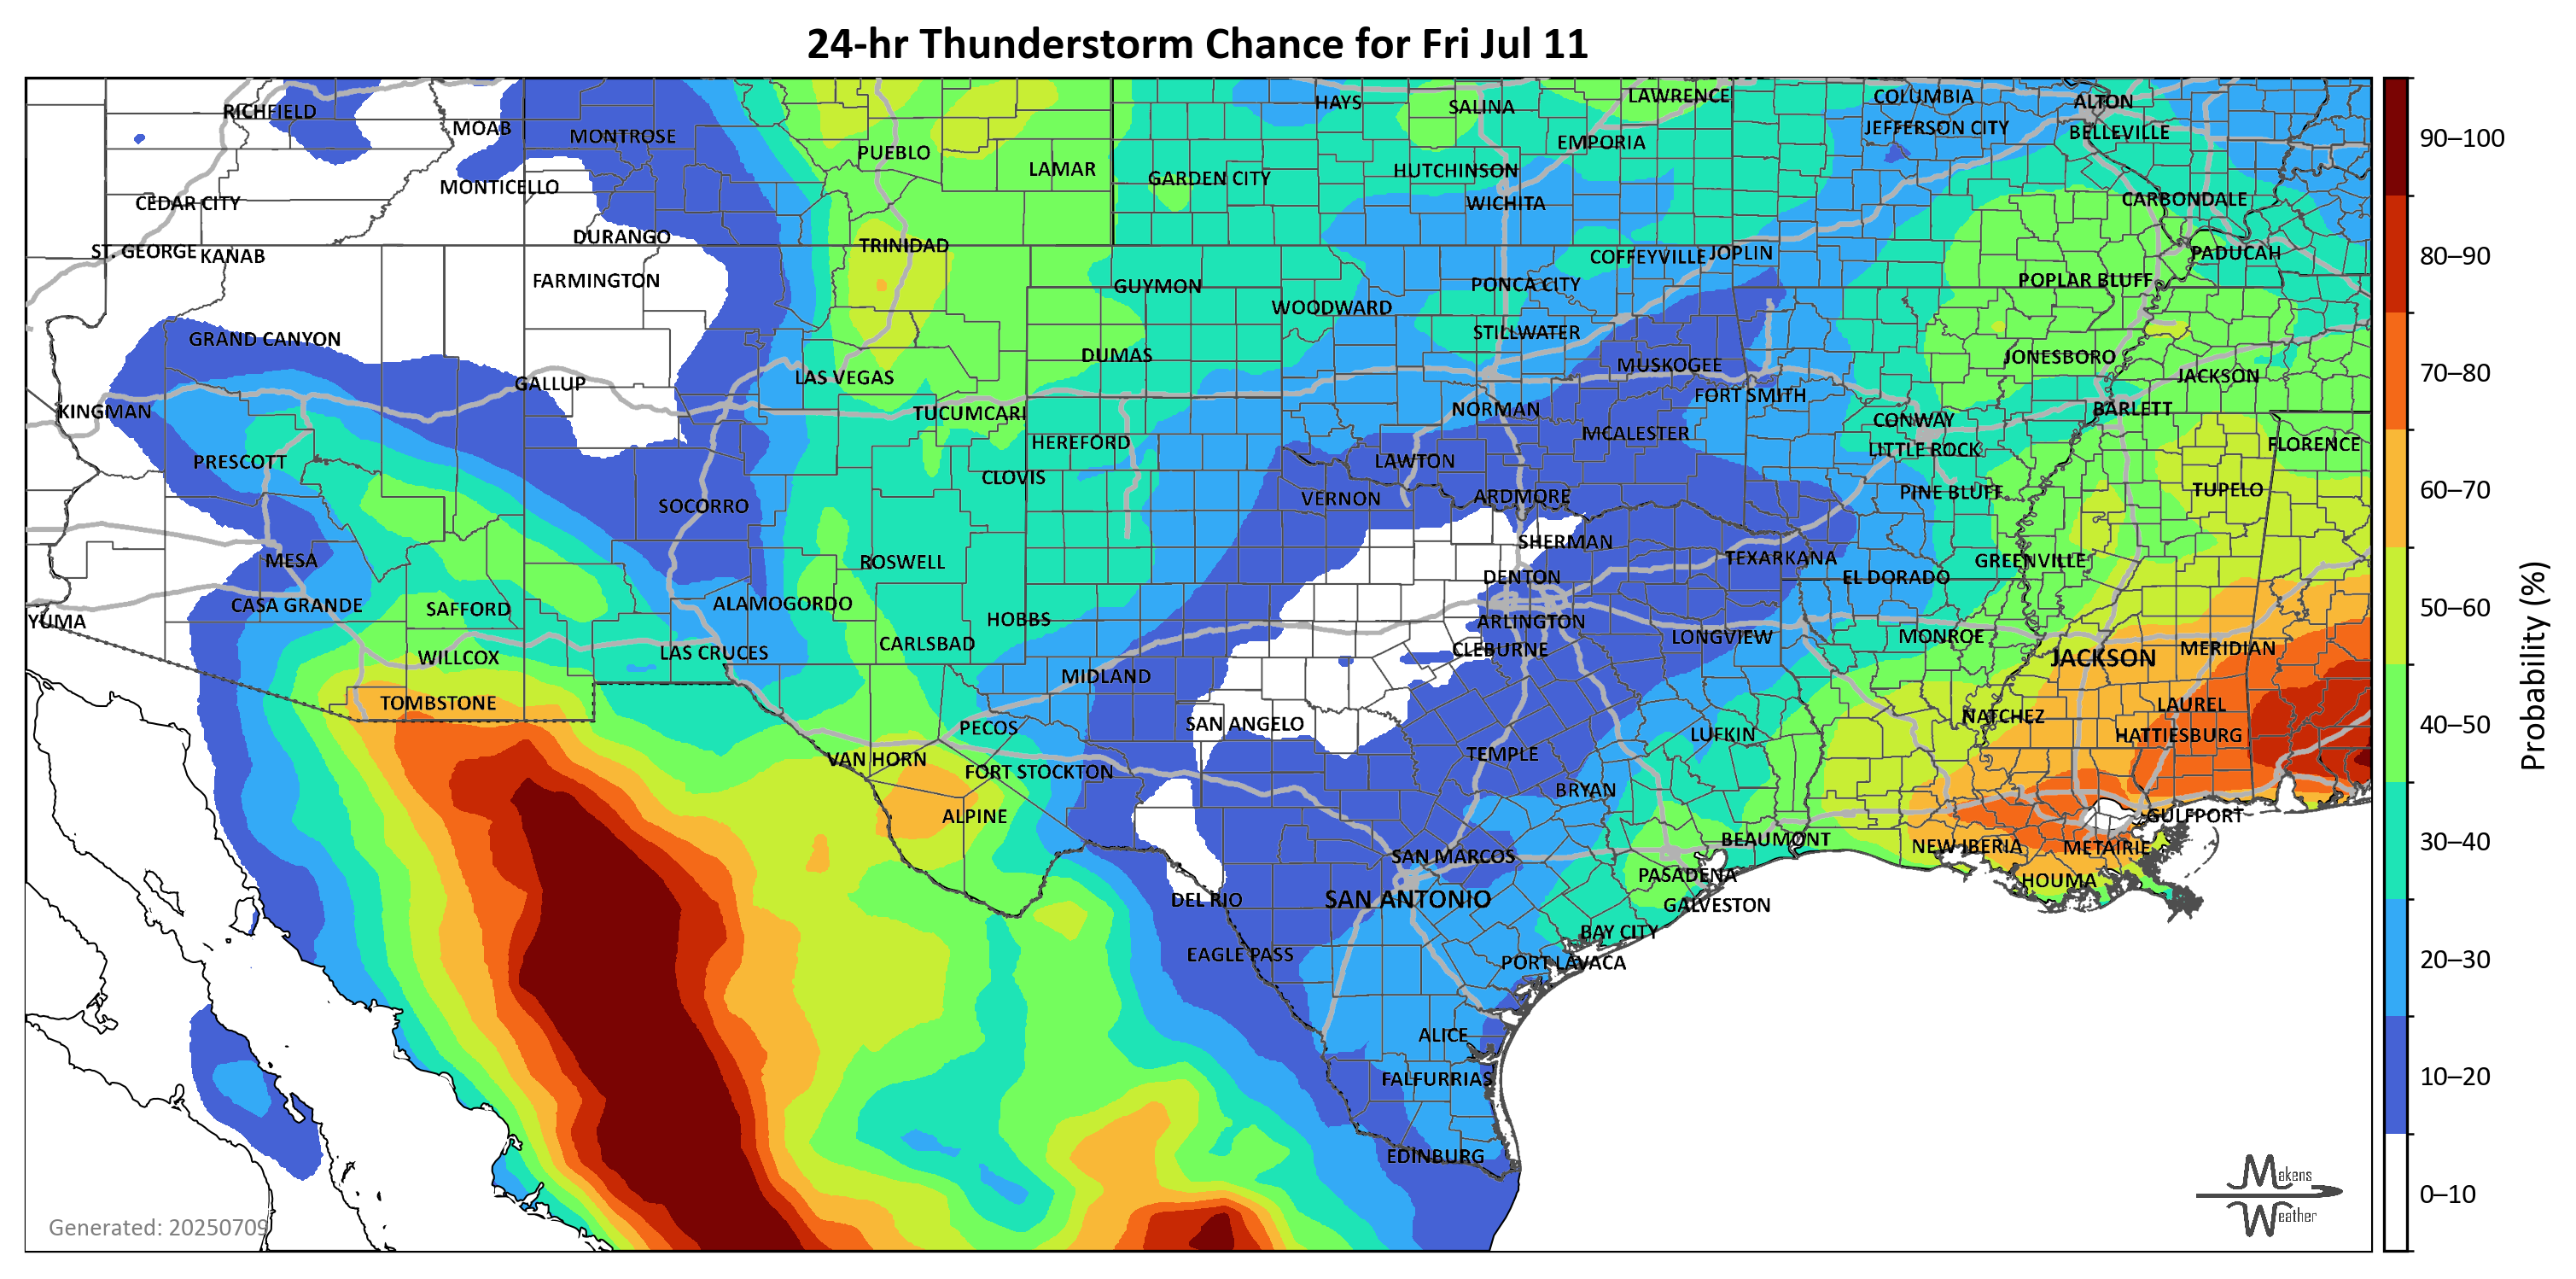 24-hr Thunderstorm Chance for Fri Jul 11
RICHFIELD
MOAB
MONTROSE
PUEBLO
LAMAR
HAYS
SALINA
LAWRENCE
COLUMBIA
ALTON
JEFFERSON CITY
BELLEVILLE
EMPORIA
HUTCHINSON
GARDEN CITY
MONTICELLO
CEDAR CITY
WICHITA
CARBONDALE
DURANGO
ST. GEORGE
KANAB
TRINIDAD
COFFEYVILLE
JOPLIN
PADUCAH
FARMINGTON
GUYMON
PONCA CITY
POPLAR BLUFF
WOODWARD
STILLWATER
GRAND CANYON
DUMAS
MUSKOGEE
JONESBORO
GALLUP
LAS VEGAS
JACKSON
FORT SMITH
KINGMAN
TUCUMCARI
NORMAN
BARLETT
CONWAY
HEREFORD
MCALESTER
LITTLE ROCK
FLORENCE
PRESCOTT
LAWTON
CLOVIS
VERNON
ARDMORE
PINE BLUFF
TUPELO
SOCORRO
SHERMAN
MESA
ROSWELL
TEXARKANA
GREENVILLE
DENTON
EL DORADO
CASA GRANDE
SAFFORD
ALAMOGORDO
YUMA
HOBBS
ARLINGTON
CARLSBAD
LONGVIEW
MONROE
WILLCOX
LAS CRUCES
CLEBURNE
JACKSON
MERIDIAN
MIDLAND
TOMBSTONE
LAUREL
NATCHEZ
PECOS
SAN ANGELO
LUFKIN
HATTIESBURG
VAN HORN
FORT STOCKTON
TEMPLE
BRYAN
ALPINE
GULFPORT
BEAUMONT
NEW IBERIA
METAIRIE
SAN MARCOS
PASADENA
HOUMA
DEL RIO
SAN ANTONIO
GALVESTON
BAY CITY
EAGLE PASS
PORT LAVACA
ALICE
FALFURRIAS
EDINBURG
Generated: 20250709
Makens
Weather
90–100
80–90
70–80
60–70
50–60
40–50
30–40
20–30
10–20
0–10
Probability (%)